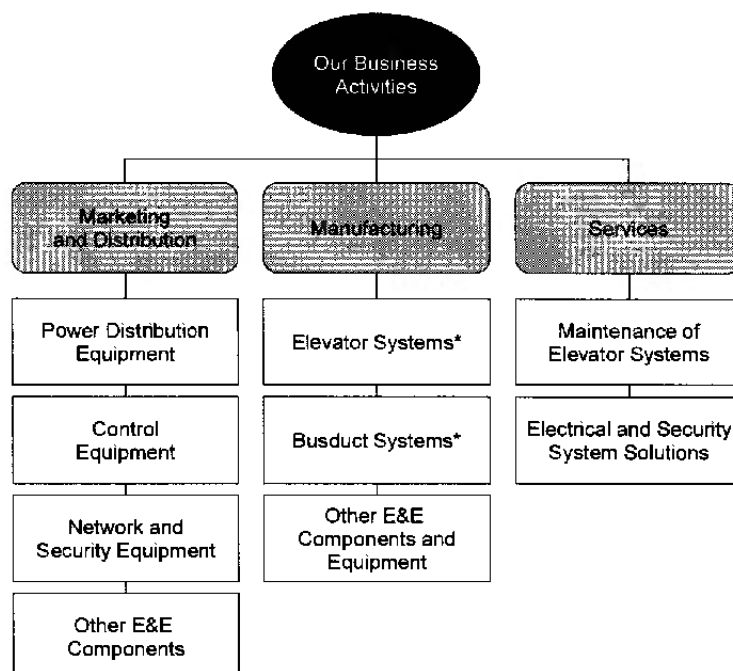 Our Business
Activities
Marketing
and Distribution
Manufacturing
Services
Power Distribution
Equipment
Elevator Systems*
Maintenance of
Elevator Systems
Control
Equipment
Busduct Systems*
Electrical and Security
System Solutions
Network and
Security Equipment
Other E&E
Components and
Equipment
Other E&E
Components